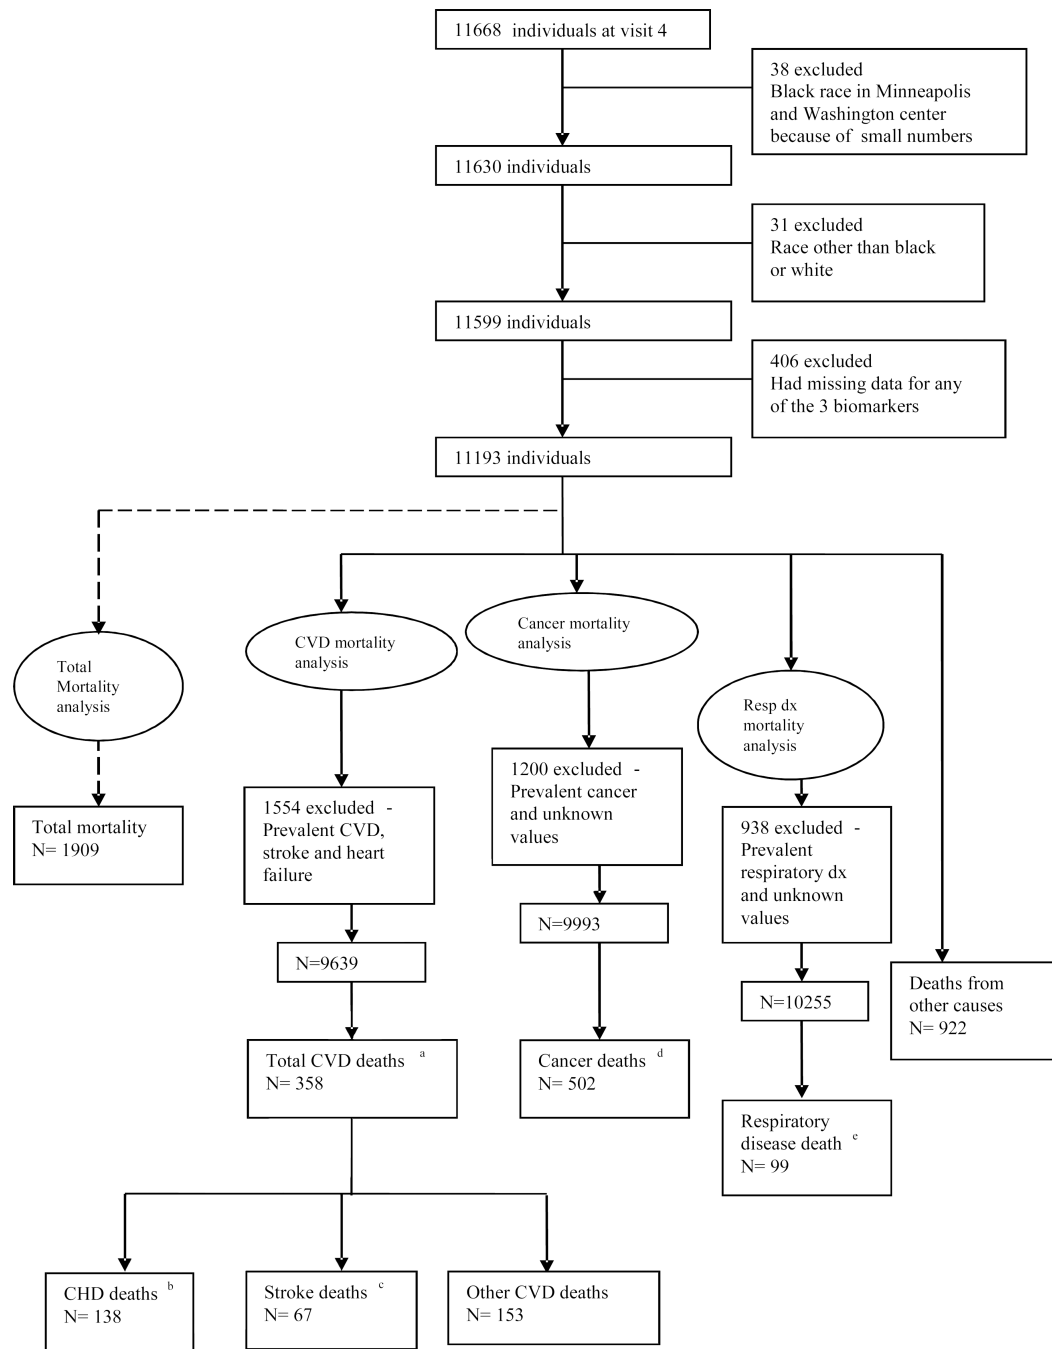 11668 individuals at visit 4
38 excluded
Black race in Minneapolis
and Washington center
because of small numbers
11630 individuals
31 excluded
Race other than black
or white
11599 individuals
406 excluded
Had missing data for any
of the 3 biomarkers
11193 individuals
Total
Mortality
analysis
CVD mortality
analysis
Cancer mortality
analysis
Resp dx
mortality
analysis
Total mortality
N= 1909
1554 excluded -
Prevalent CVD,
stroke and heart
failure
1200 excluded -
Prevalent cancer
and unknown
values
938 excluded -
Prevalent
respiratory dx
and unknown
values
N=9639
N=9993
N=10255
Deaths from
other causes
N= 922
Total CVD deaths a
N= 358
Cancer deaths d
N= 502
Respiratory
disease death e
N= 99
CHD deaths b
N= 138
Stroke deaths c
N= 67
Other CVD deaths
N= 153